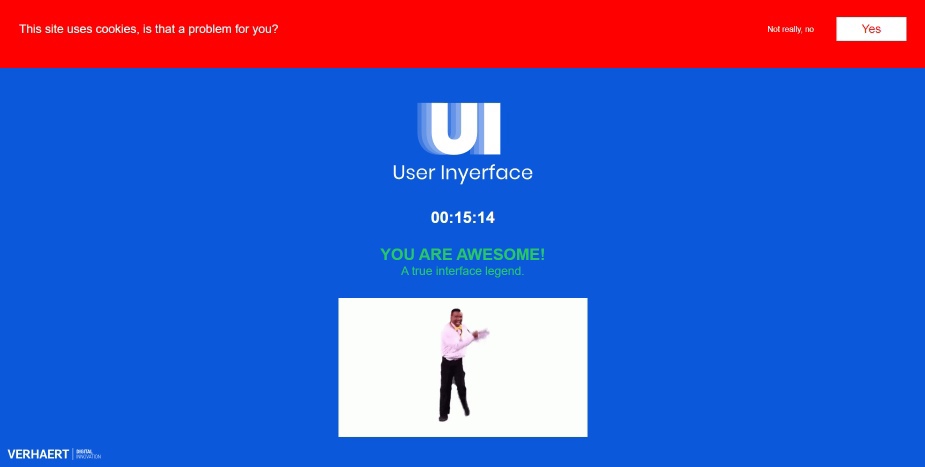 This site uses cookies, is that a problem for you?
Not really, no
Yes
UI
User Inyerface
00:15:14
YOU ARE AWESOME!
A true interface legend.
VERHAERT
DIGITAL
INNOVATION